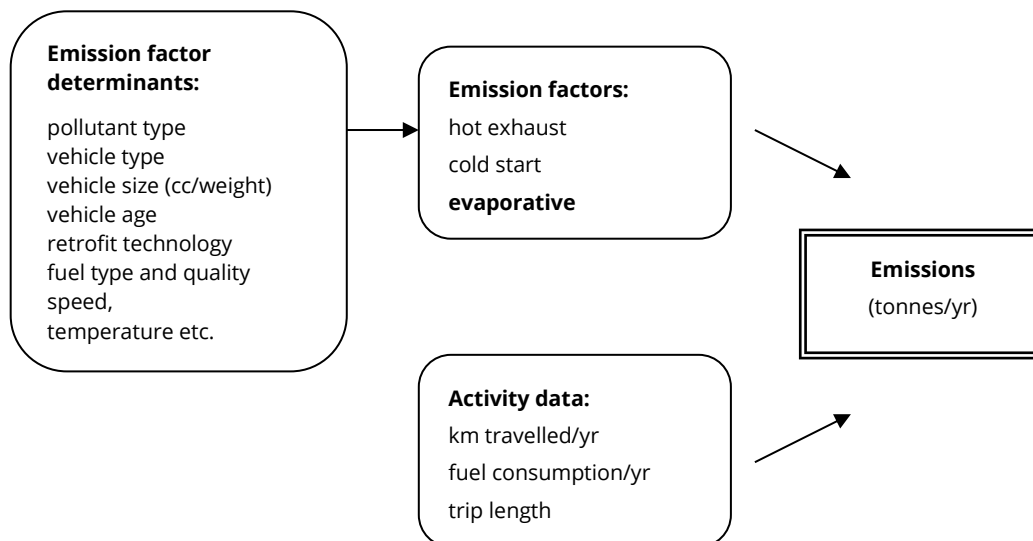 Emission factor
determinants:
pollutant type
vehicle type
vehicle size (cc/weight)
vehicle age
retrofit technology
fuel type and quality
speed,
temperature etc.
Emission factors:
hot exhaust
cold start
evaporative
Activity data:
km travelled/yr
fuel consumption/yr
trip length
Emissions
(tonnes/yr)